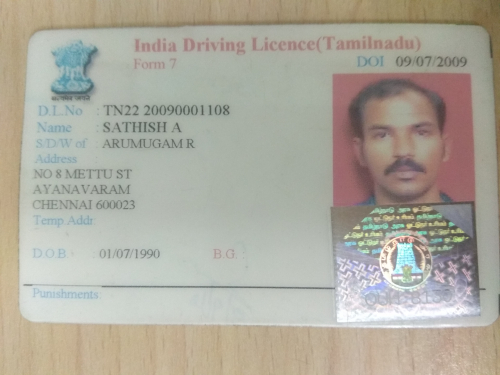 India Driving Licence(Tamilnadu)
Form 7
DOI 09/07/2009
D.L.No : TN22 20090001108
Name : SATHISH A
S/D/W of : ARUMUGAM R
Address
NO 8 METTU ST
AYANAVARAM
CHENNAI 600023
Temp.Addr:
D.O.B : 01/07/1990 B.G
Punishments: